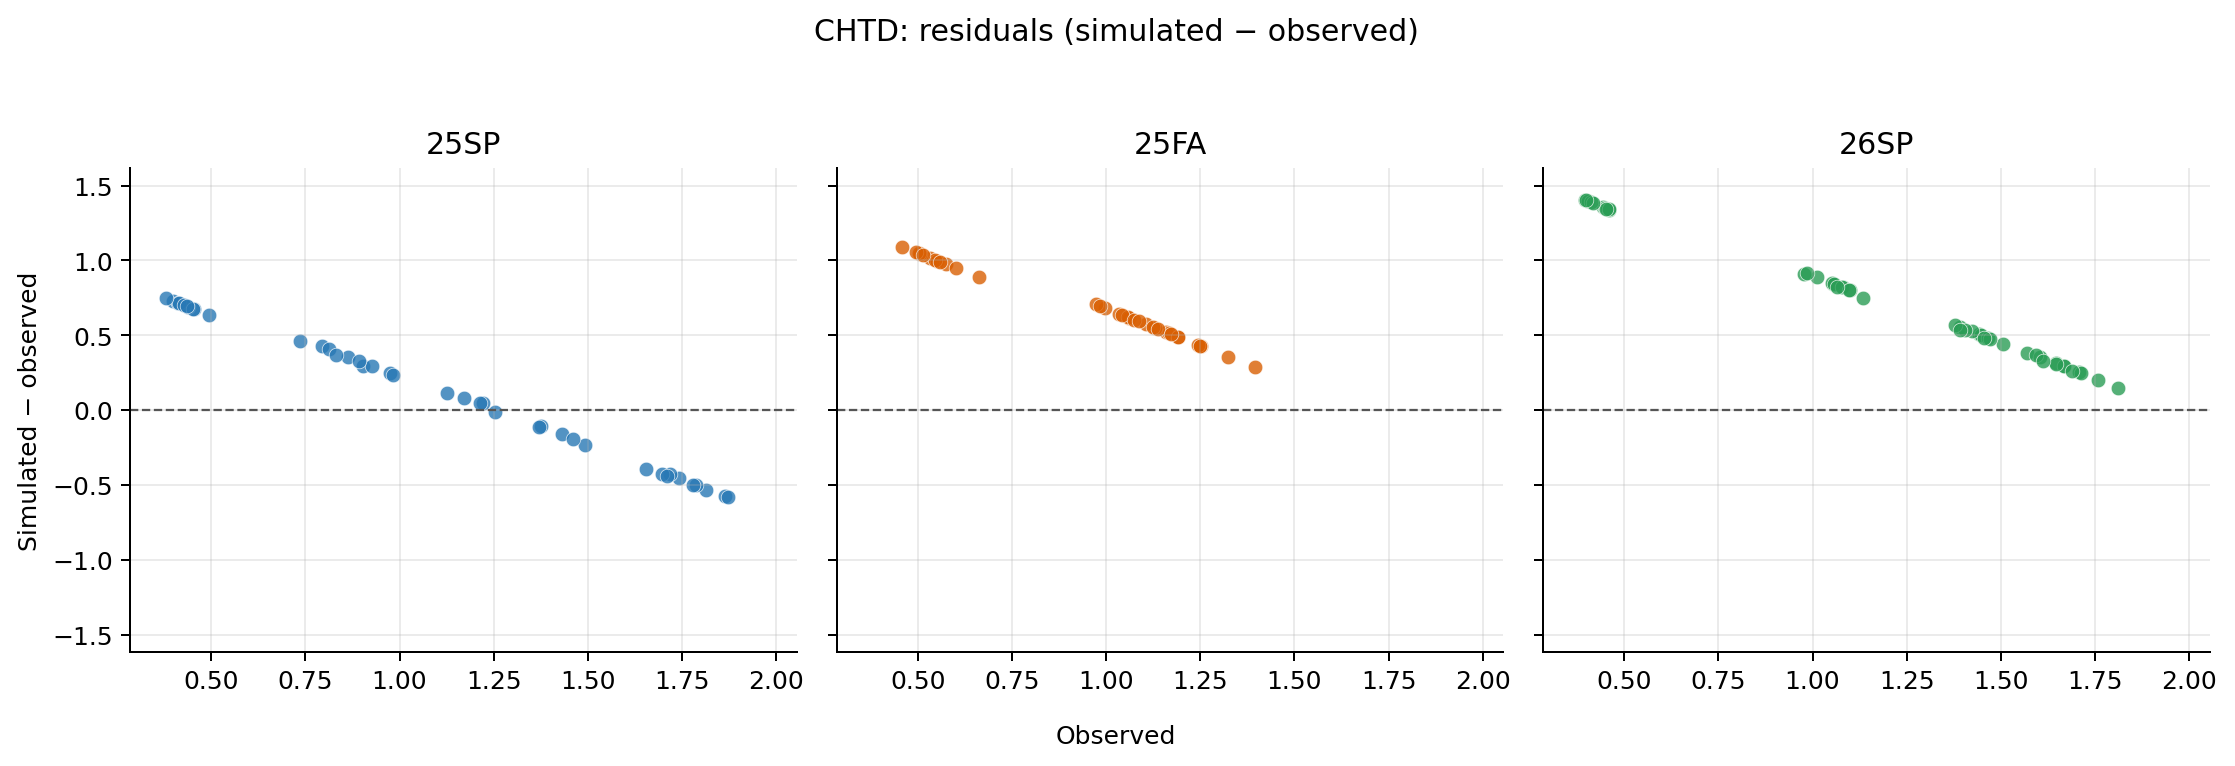 CHTD: residuals (simulated − observed)
25SP
25FA
26SP
Simulated − observed
1.5
1.0
0.5
0.0
−0.5
−1.0
−1.5
0.50 0.75 1.00 1.25 1.50 1.75 2.00
0.50 0.75 1.00 1.25 1.50 1.75 2.00
0.50 0.75 1.00 1.25 1.50 1.75 2.00
Observed